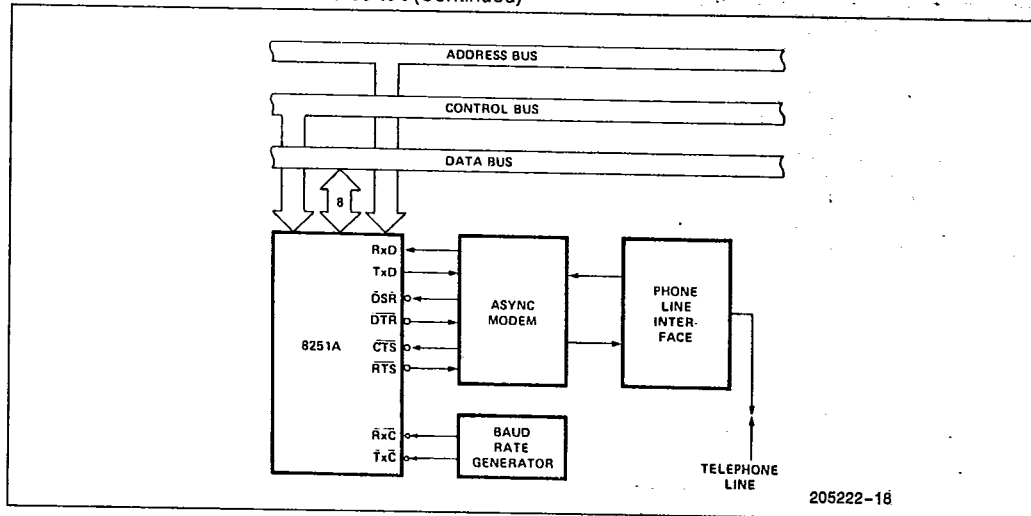 (Continued)
ADDRESS BUS
CONTROL BUS
DATA BUS
8
8251A
RxD
TxD
DSR
DTR
CTS
RTS
RxC
TxC
ASYNC
MODEM
PHONE
LINE
INTER-
FACE
BAUD
RATE
GENERATOR
TELEPHONE
LINE
205222-18